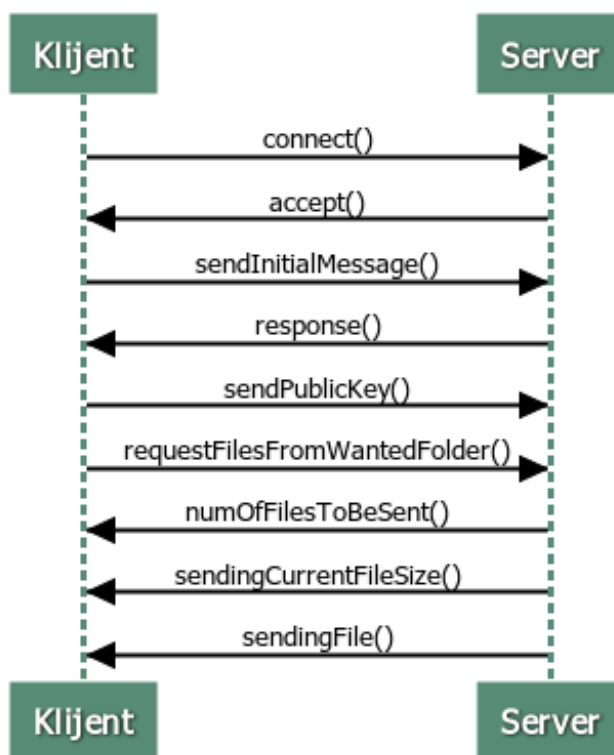 Klijent Server
connect()
accept()
sendInitialMessage()
response()
sendPublicKey()
requestFilesFromWantedFolder()
numOfFilesToBeSent()
sendingCurrentFileSize()
sendingFile()
Klijent Server